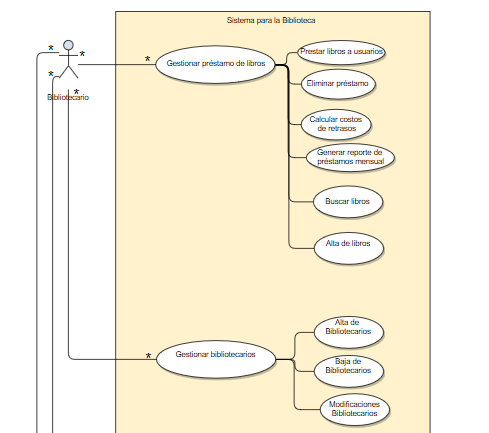 Sistema para la Biblioteca
*
*
*
Gestionar préstamo de libros
Prestar libros a usuarios
*
Eliminar préstamo
Bibliotecario
*
Calcular costos
de retrasos
Generar reporte de
préstamos mensual
Buscar libros
Alta de libros
Alta de
Bibliotecarios
*
Gestionar bibliotecarios
Baja de
Bibliotecarios
Modificaciones
Bibliotecarios